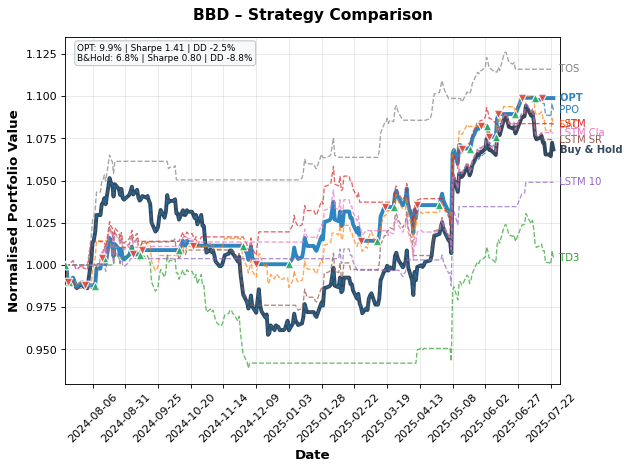 BBD – Strategy Comparison
OPT: 9.9% | Sharpe 1.41 | DD -2.5%
B&Hold: 6.8% | Sharpe 0.80 | DD -8.8%
Normalised Portfolio Value
1.125
1.100
1.075
1.050
1.025
1.000
0.975
0.950
TOS
OPT
PPO
LSTM
LSTM Cla
LSTM SR
Buy & Hold
LSTM 10
TD3
2024-08-06
2024-08-31
2024-09-25
2024-10-20
2024-11-14
2024-12-09
2025-01-03
2025-01-28
2025-02-22
2025-03-19
2025-04-13
2025-05-08
2025-06-02
2025-06-27
2025-07-22
Date